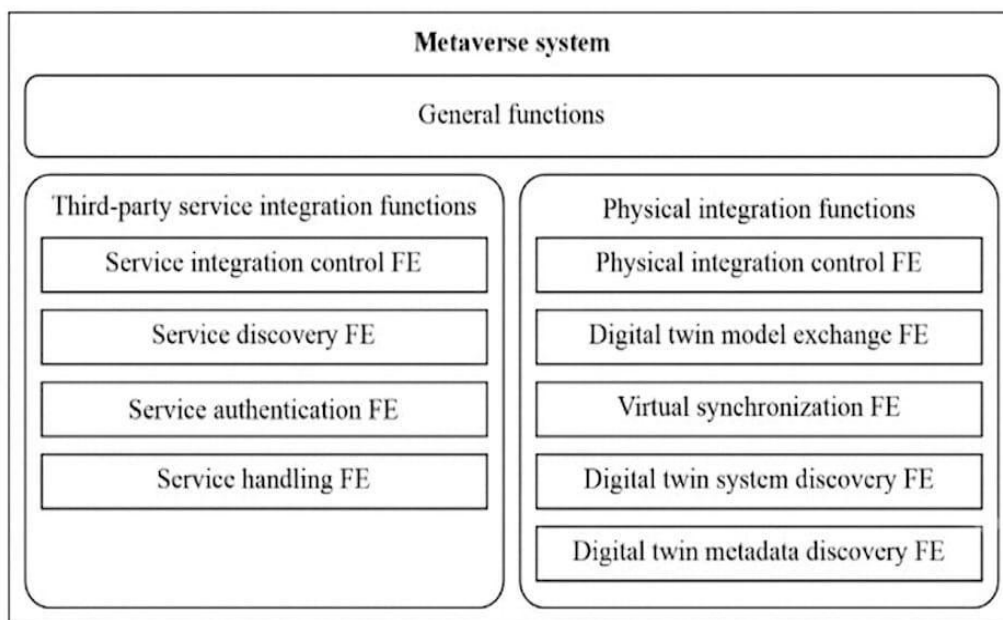 Metaverse system
General functions
Third-party service integration functions
Service integration control FE
Service discovery FE
Service authentication FE
Service handling FE
Physical integration functions
Physical integration control FE
Digital twin model exchange FE
Virtual synchronization FE
Digital twin system discovery FE
Digital twin metadata discovery FE